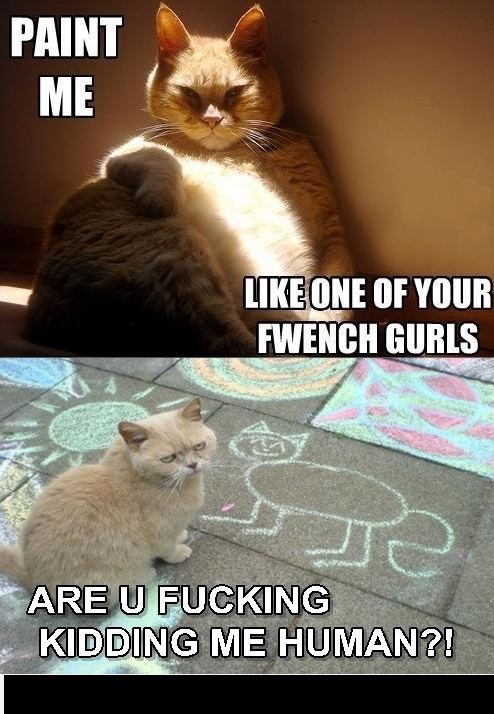 PAINT
ME
LIKE ONE OF YOUR
FWENCH GURLS
ARE U FUCKING
KIDDING ME HUMAN?!